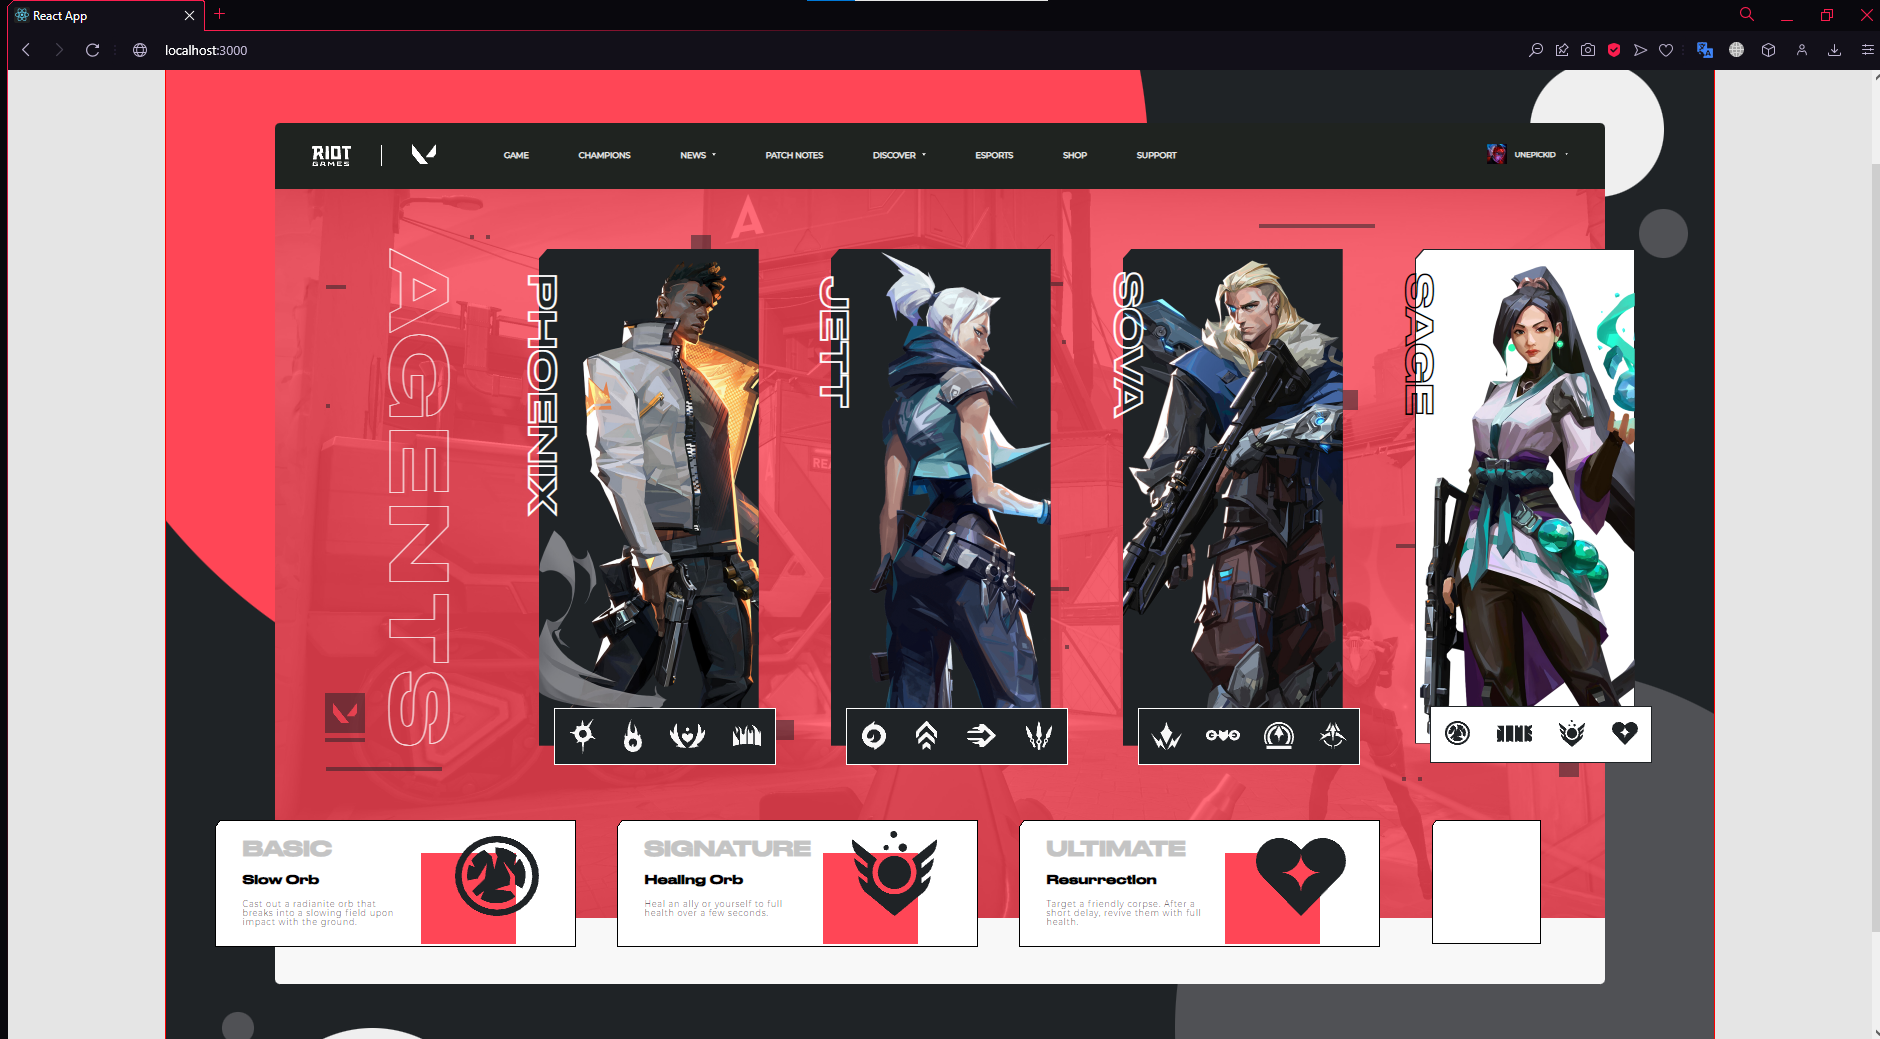 React App
localhost:3000
RIOT GAMES
GAME
CHAMPIONS
NEWS
PATCH NOTES
DISCOVER
ESPORTS
SHOP
SUPPORT
UNEPICKID
A
AGENTS
PHOENIX
JETT
SOVA
SAGE
BASIC
Slow Orb
Cast out a radianite orb that
breaks into a slowing field upon
impact with the ground.
SIGNATURE
Healing Orb
Heal an ally or yourself to full
health over a few seconds.
ULTIMATE
Resurrection
Target a friendly corpse. After a
short delay, revive them with full
health.